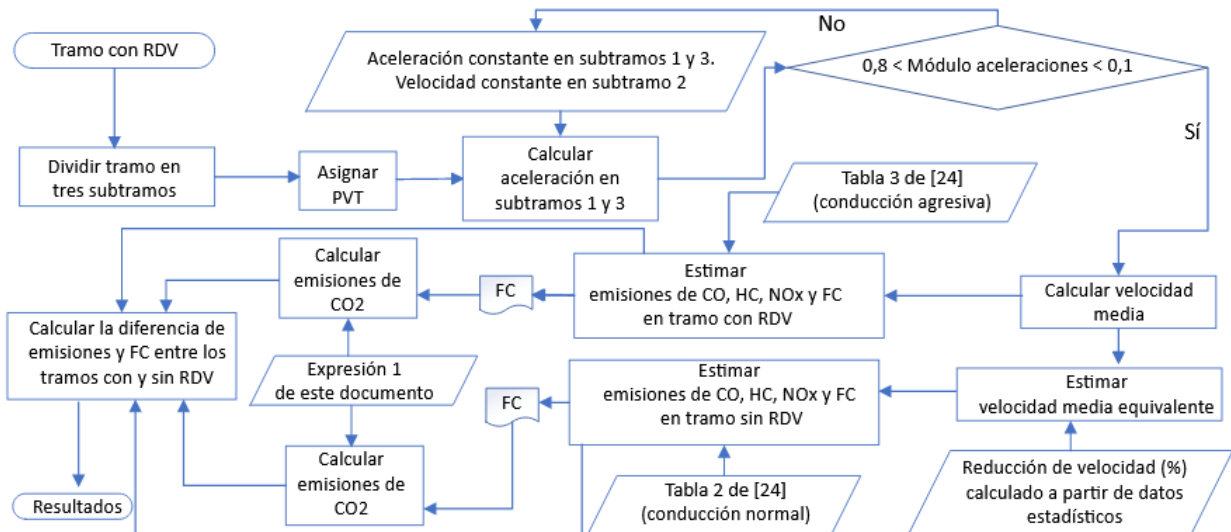 Tramo con RDV
Aceleración constante en subtramos 1 y 3.
Velocidad constante en subtramo 2
No
0,8 < Módulo aceleraciones < 0,1
Sí
Dividir tramo en
tres subtramos
Asignar
PVT
Calcular
aceleración en
subtramos 1 y 3
Tabla 3 de [24]
(conducción agresiva)
Calcular
emisiones de
CO2
FC
Estimar
emisiones de CO, HC, NOx y FC
en tramo con RDV
Calcular velocidad
media
Calcular la diferencia de
emisiones y FC entre los
tramos con y sin RDV
Expresión 1
de este documento
FC
Estimar
emisiones de CO, HC, NOx y FC
en tramo sin RDV
Estimar
velocidad media equivalente
Resultados
Calcular
emisiones de
CO2
Tabla 2 de [24]
(conducción normal)
Reducción de velocidad (%)
calculado a partir de datos
estadísticos